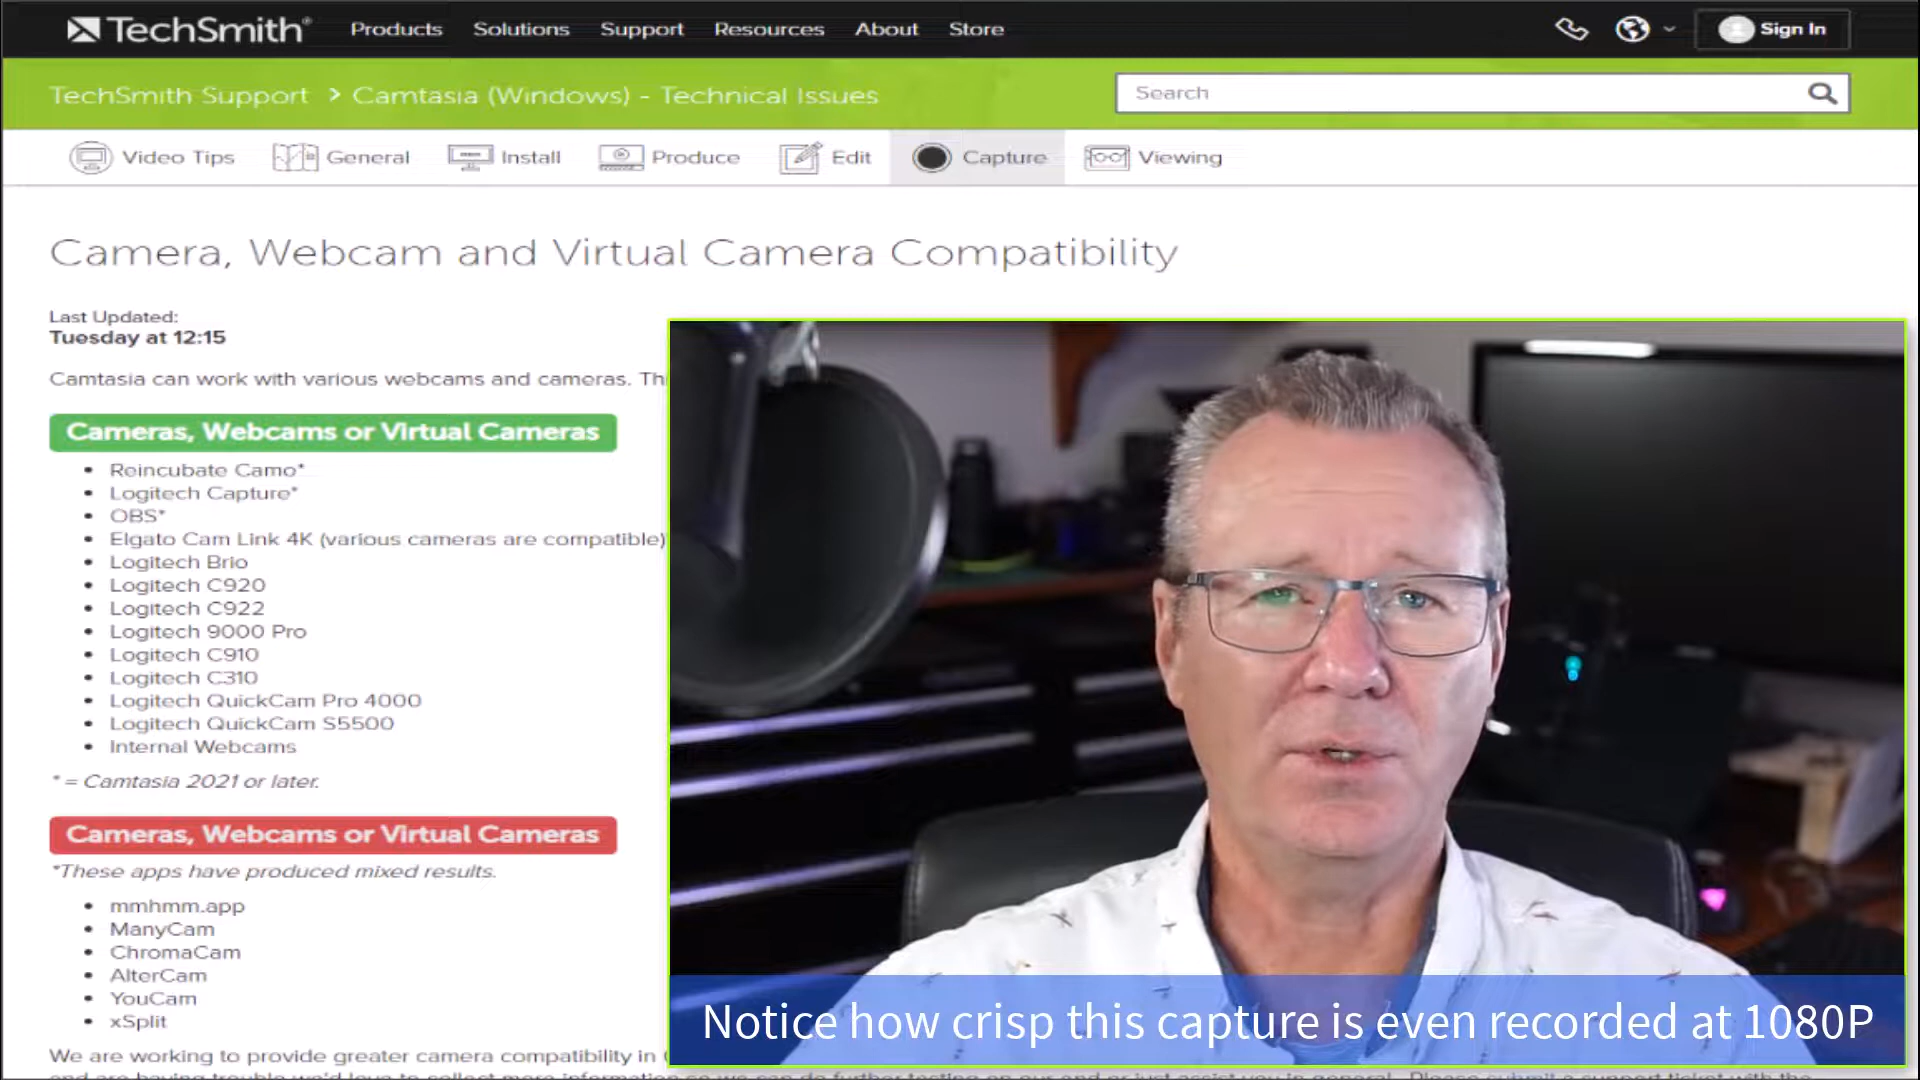 TechSmith® Products Solutions Support Resources About Store Sign In
TechSmith Support > Camtasia (Windows) - Technical Issues Search
Video Tips General Install Produce Edit Capture Viewing
Camera, Webcam and Virtual Camera Compatibility
Last Updated:
Tuesday at 12:15
Camtasia can work with various webcams and cameras.
Cameras, Webcams or Virtual Cameras
• Reincubate Camo*
• Logitech Capture*
• OBS*
• Elgato Cam Link 4K (various cameras are compatible)
• Logitech Brio
• Logitech C920
• Logitech C922
• Logitech 9000 Pro
• Logitech C910
• Logitech C310
• Logitech QuickCam Pro 4000
• Logitech QuickCam S5500
• Internal Webcams
* = Camtasia 2021 or later.
Cameras, Webcams or Virtual Cameras
*These apps have produced mixed results.
• mmhmm.app
• ManyCam
• ChromaCam
• AlterCam
• YouCam
• xSplit
Notice how crisp this capture is even recorded at 1080P
We are working to provide greater camera compatibility in